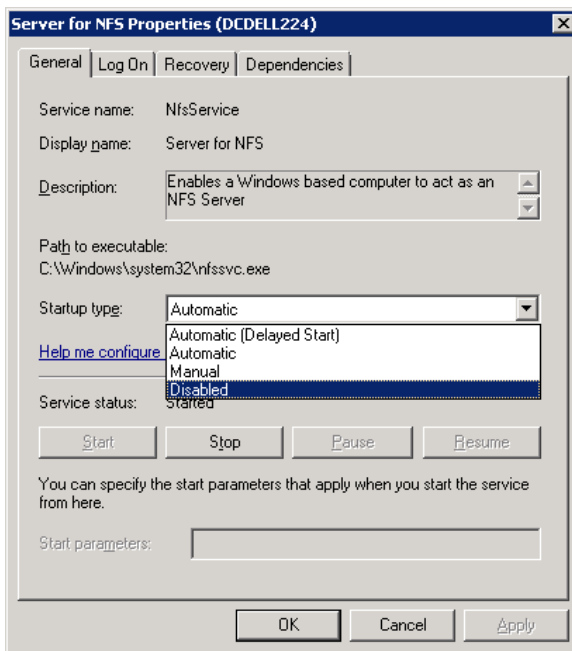 Server for NFS Properties (DCDELL224)
General Log On Recovery Dependencies
Service name: NfsService
Display name: Server for NFS
Description: Enables a Windows based computer to act as an
NFS Server
Path to executable:
C:\Windows\system32\nfssvc.exe
Startup type: Automatic
Automatic (Delayed Start)
Help me configure Automatic
Manual
Disabled
Service status: Started
Start Stop Pause Resume
You can specify the start parameters that apply when you start the service
from here.
Start parameters:
OK Cancel Apply